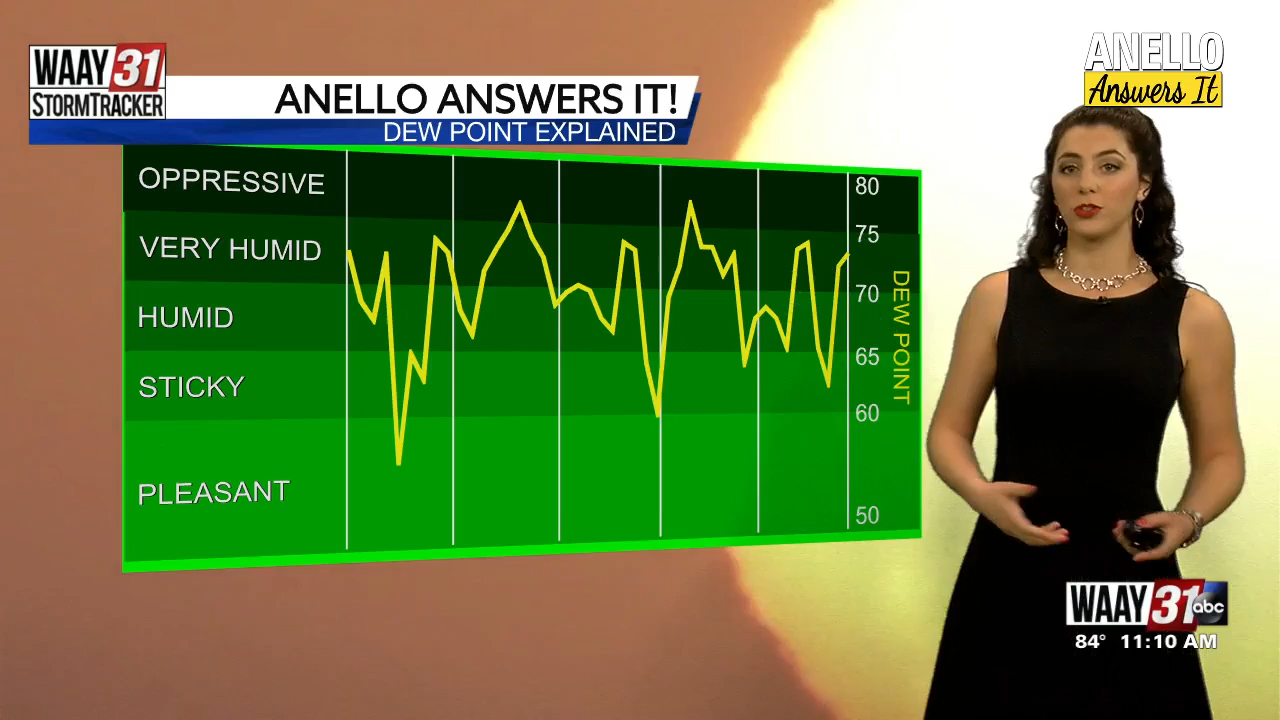 WAAY 31
STORMTRACKER
ANELLO ANSWERS IT!
DEW POINT EXPLAINED
ANELLO
Answers It
OPPRESSIVE
VERY HUMID
HUMID
STICKY
PLEASANT
80
75
70
65
60
50
DEW POINT
WAAY 31 abc
84° 11:10 AM